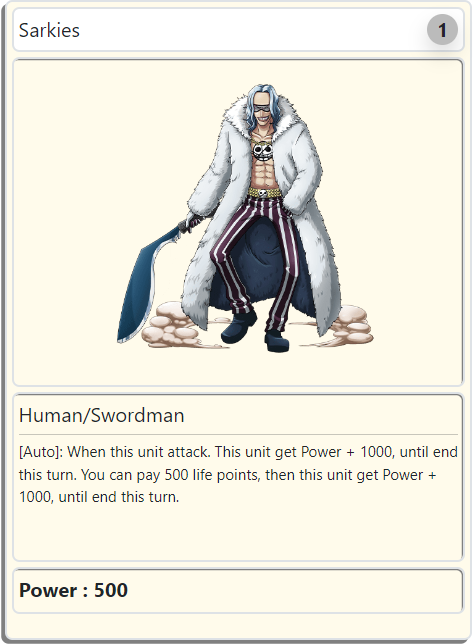 Sarkies
1
Human/Swordman
[Auto]: When this unit attack. This unit get Power + 1000, until end
this turn. You can pay 500 life points, then this unit get Power +
1000, until end this turn.
Power : 500